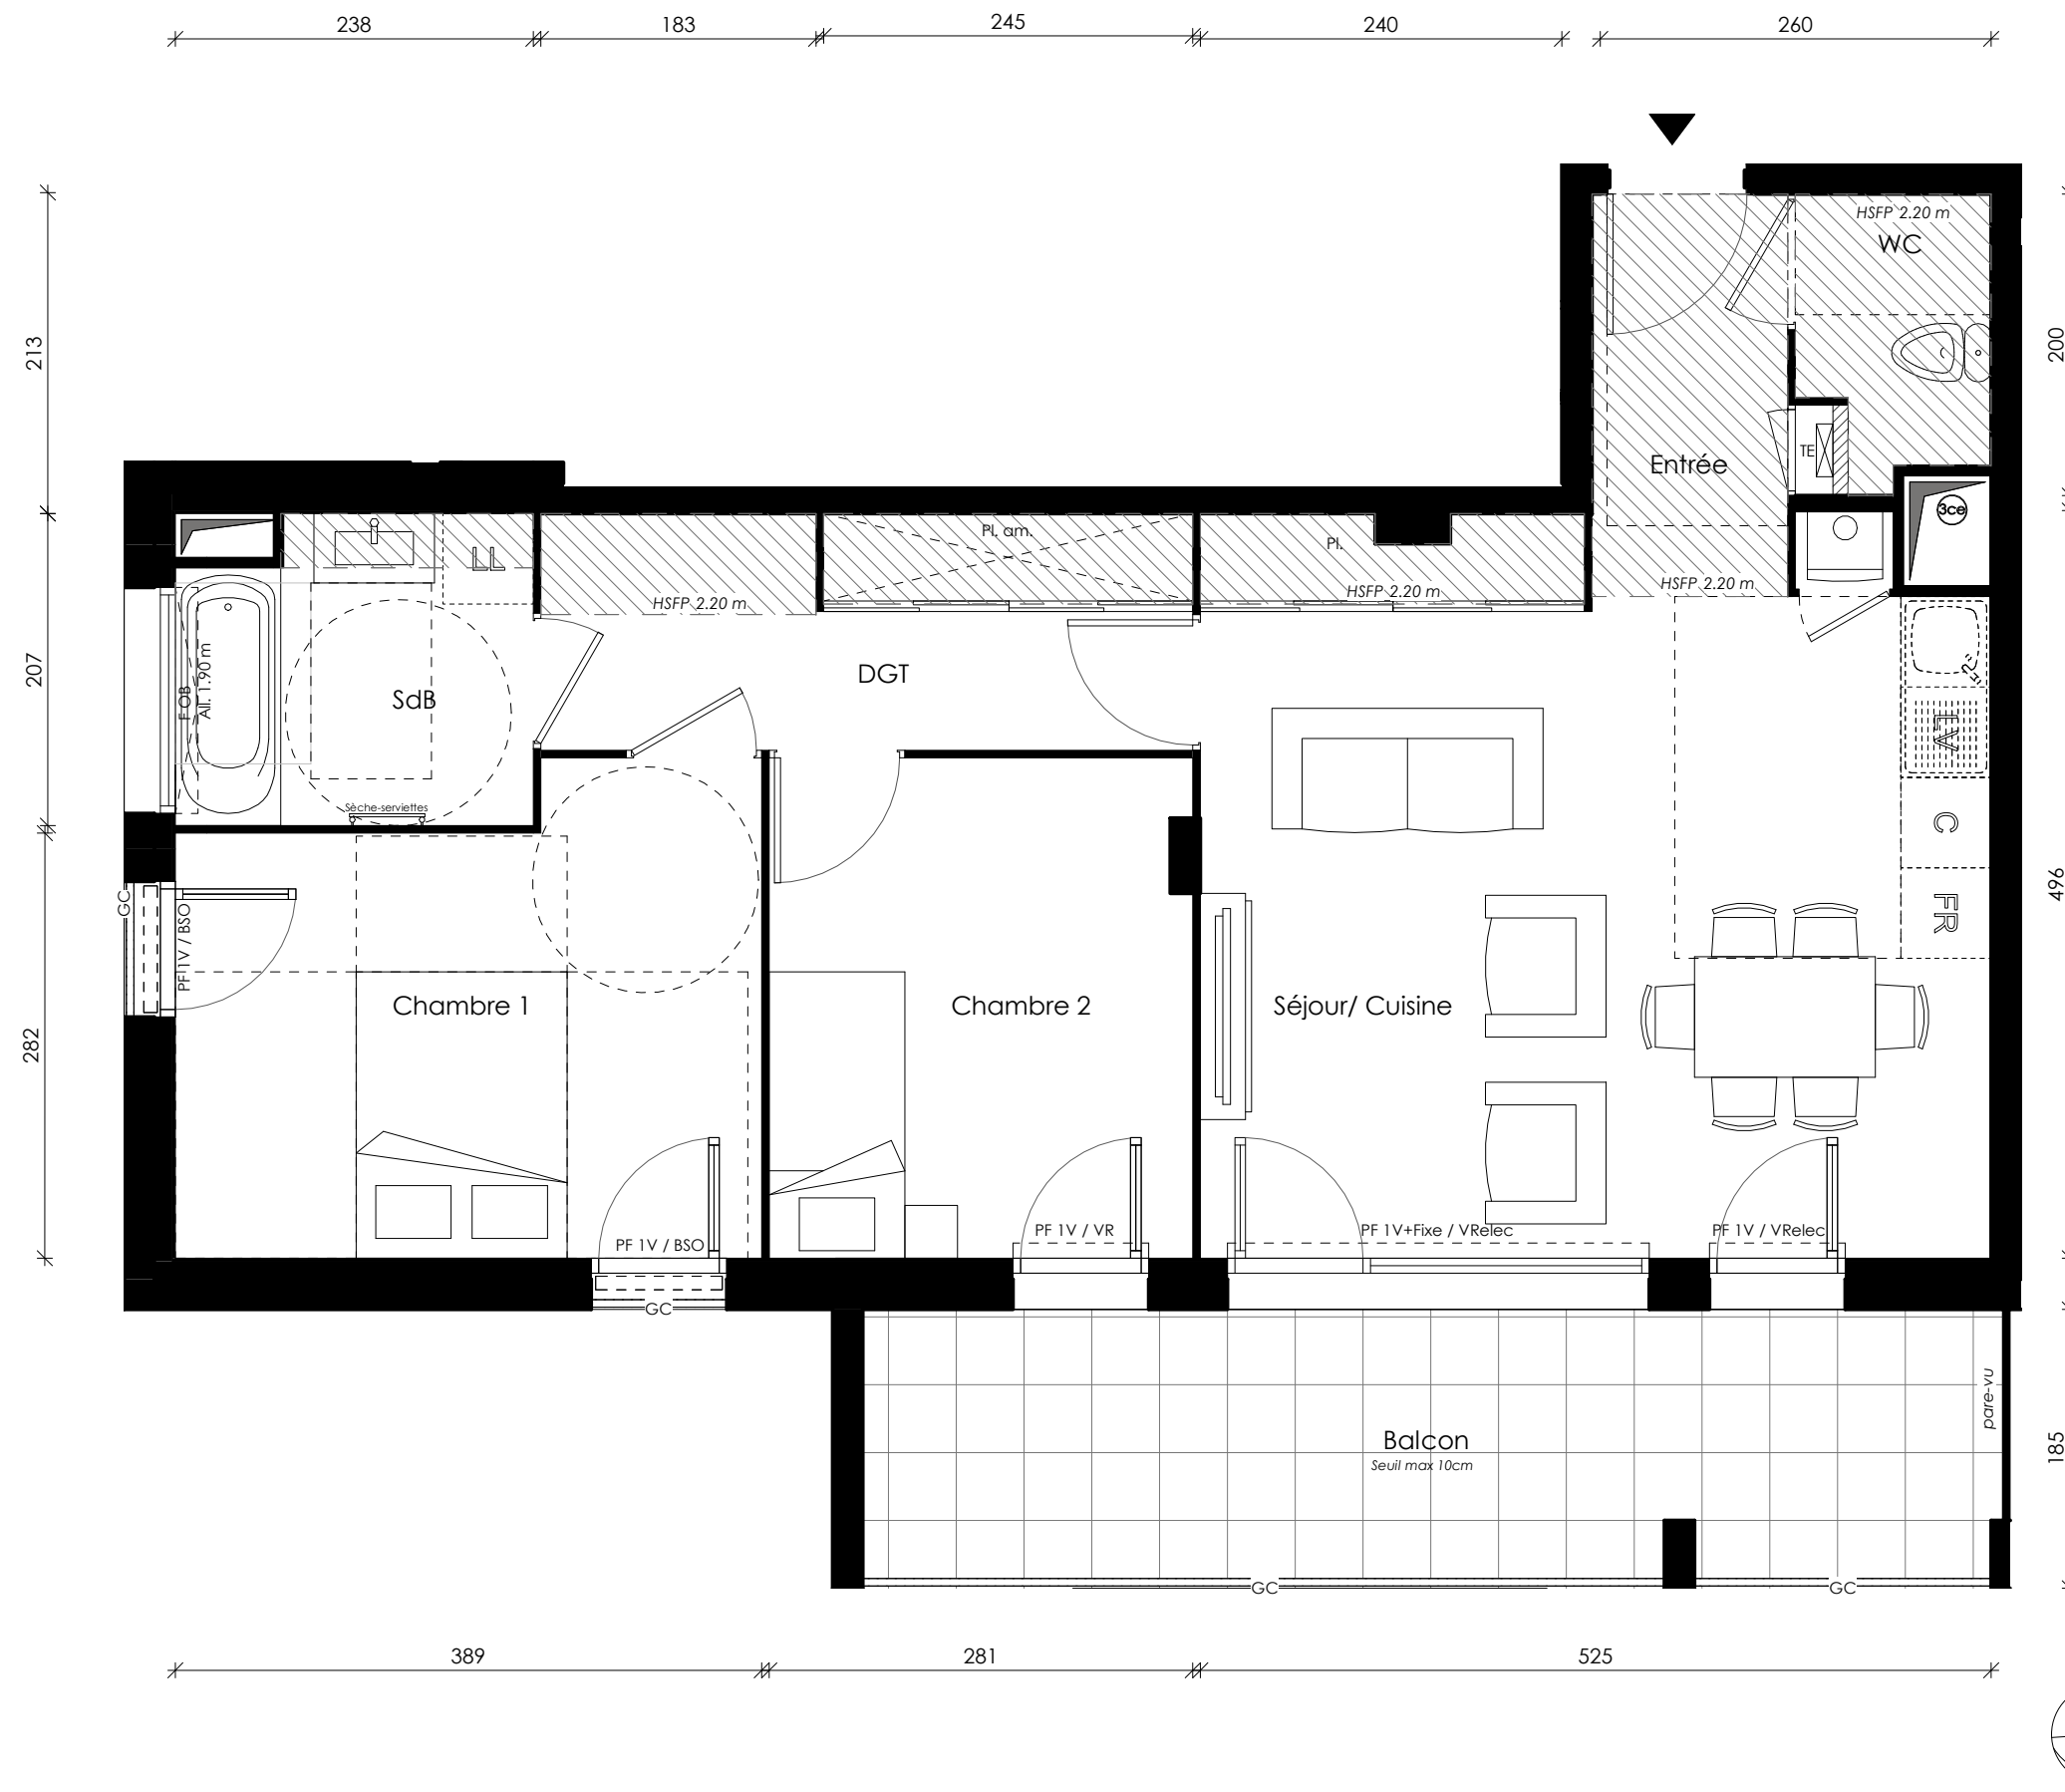 238
183
245
240
260
HSFP 2.20 m
WC
213
200
TE
Entrée
3ce
Pl. am.
Pl.
LL
HSFP 2.20 m
HSFP 2.20 m
HSFP 2.20 m
207
F OB
All. 1.90 m
SdB
DGT
LV
Sèche-serviettes
C
496
GC
PF 1V / BSO
FR
Chambre 1
Chambre 2
Séjour/ Cuisine
282
PF 1V / BSO
PF 1V / VR
PF 1V+Fixe / VRelec
PF 1V / VRelec
GC
pare-vu
Balcon
Seuil max 10cm
185
GC
GC
389
281
525